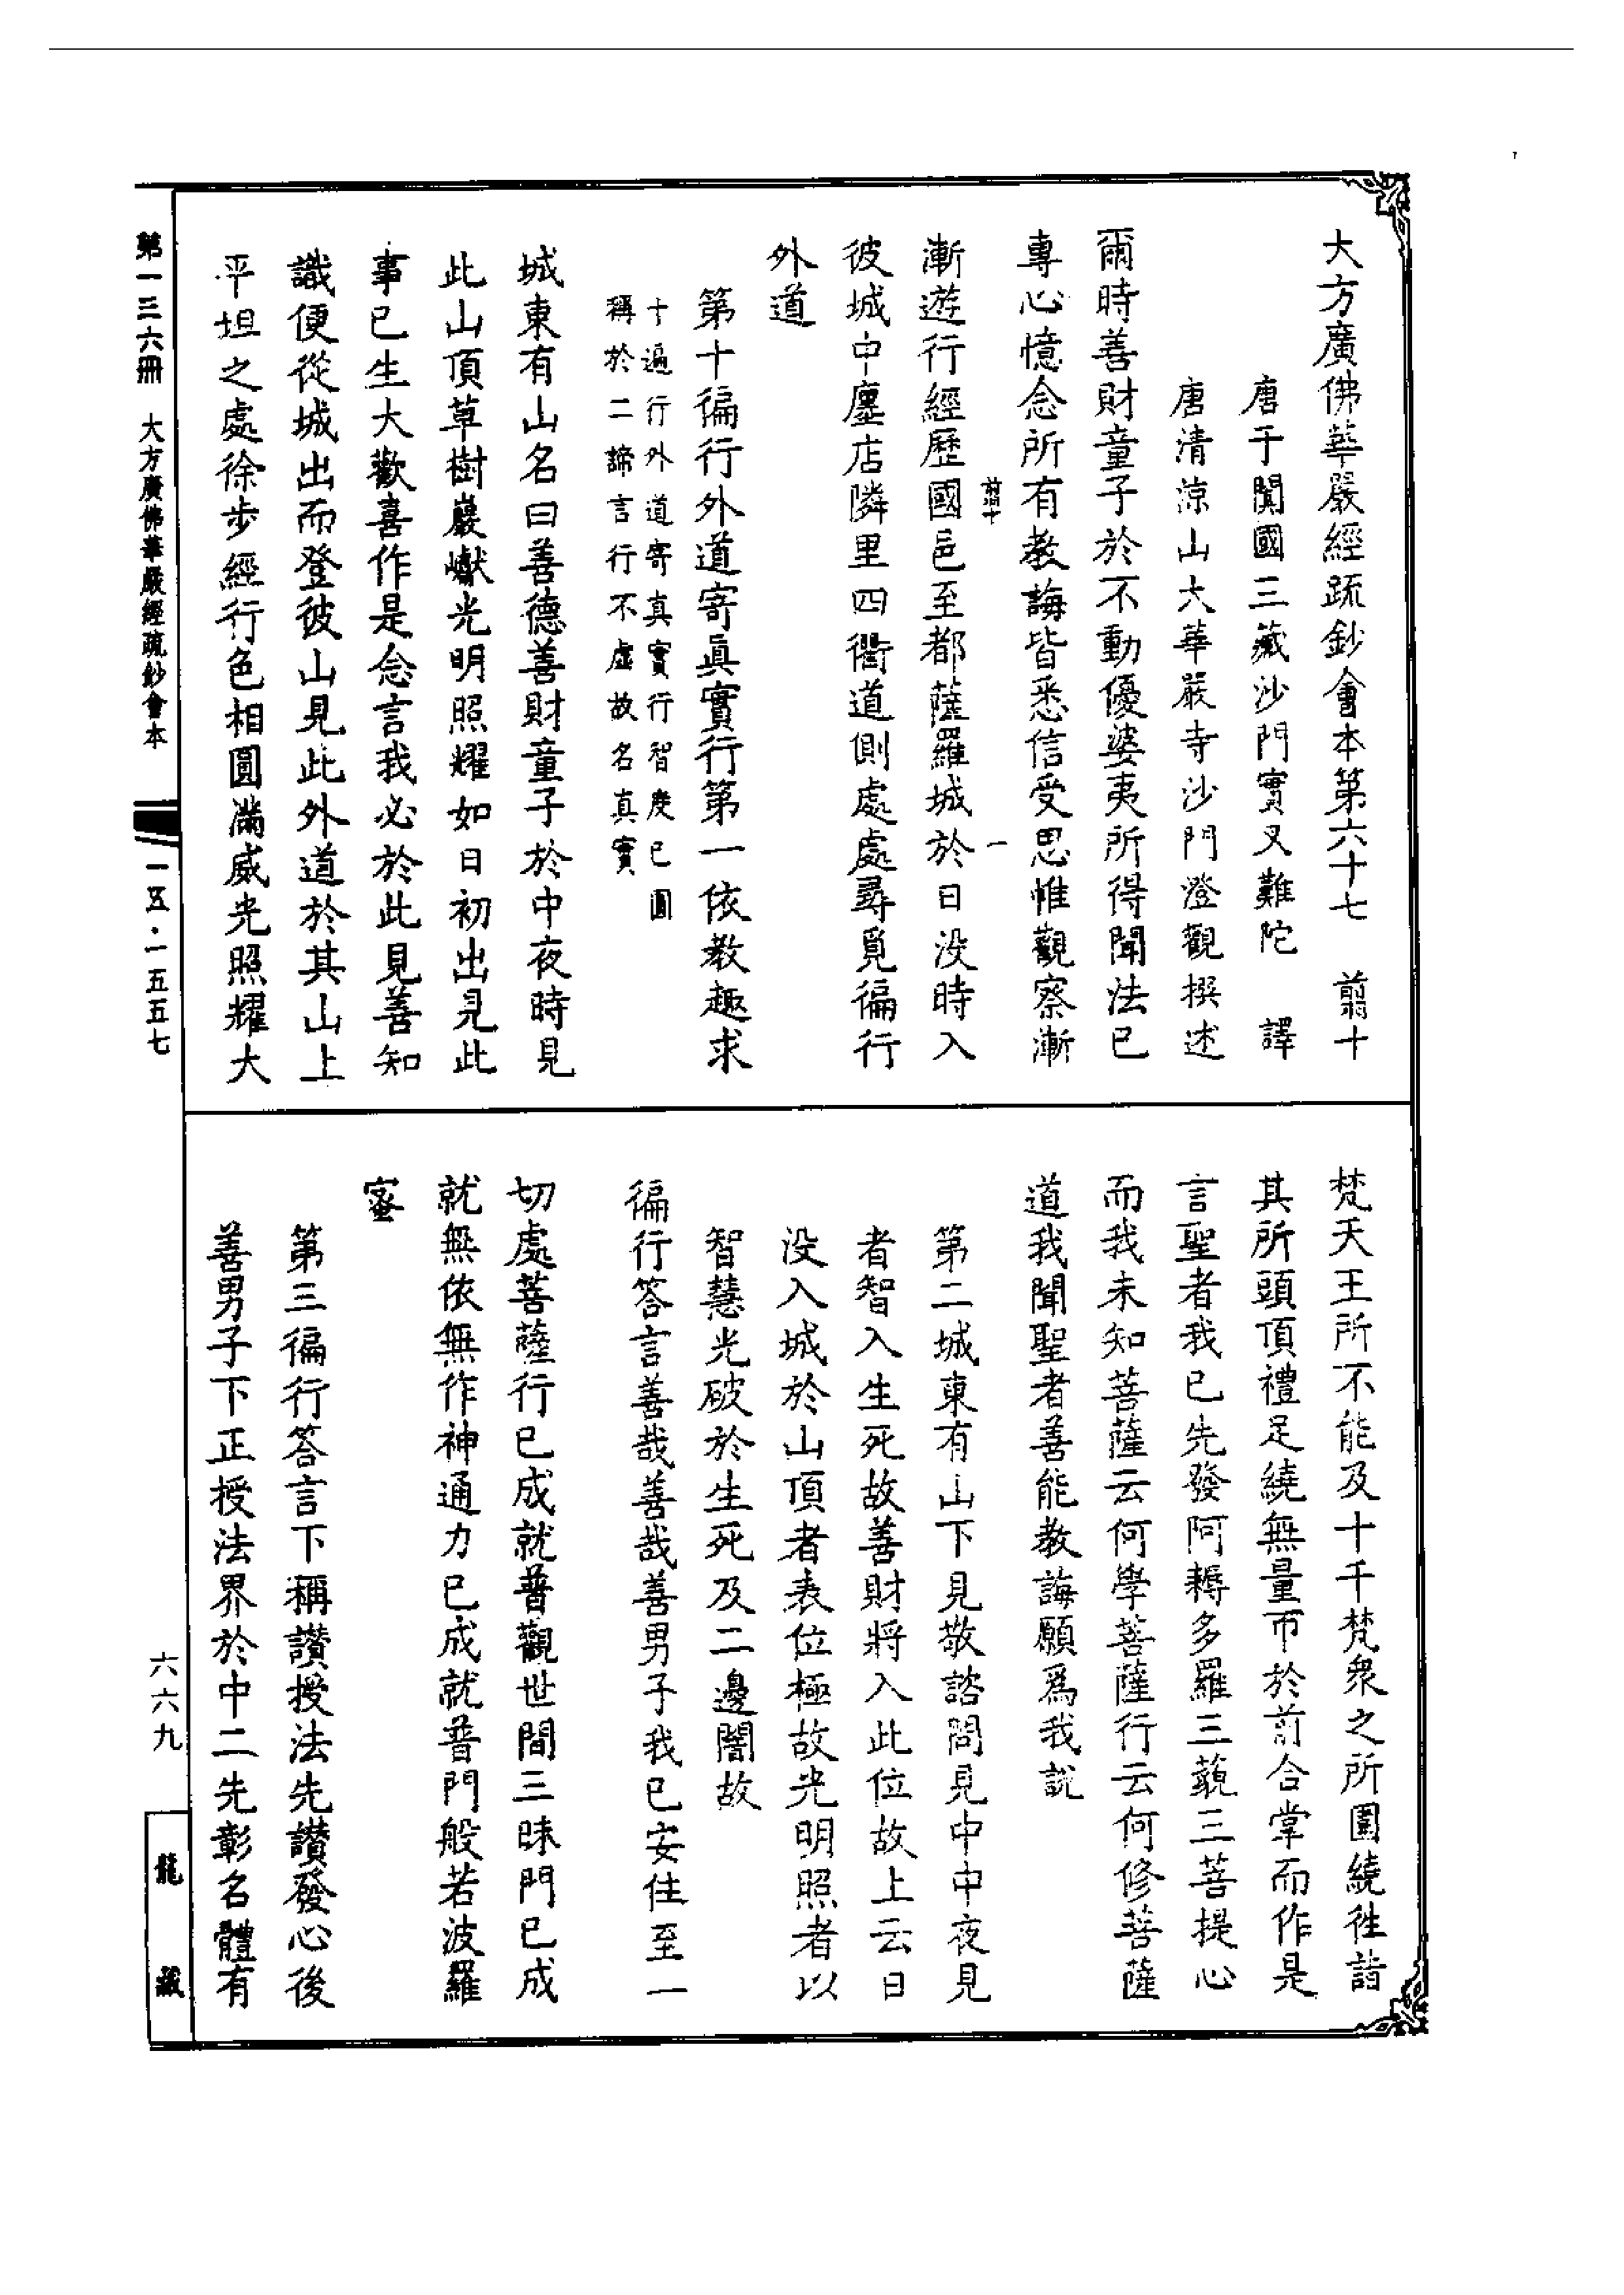 大方廣佛華嚴經疏鈔會本第六十七　翦十
唐于闐國三藏沙門實叉難陀　譯
唐清涼山大華嚴寺沙門澄觀撰述
爾時善財童子於不動優婆夷所得聞法已
專心憶念所有教誨皆悉信受思惟觀察漸
翦十　一
漸遊行經歷國邑至都薩羅城於日没時入
彼城中廛店隣里四衢道側處處尋覓徧行
外道
第十徧行外道寄眞實行第一依教趣求
十遍行外道寄真實行智度已圓
稱於二諦言行不虛故名真實
城東有山名曰善德善財童子於中夜時見
此山頂草樹巖巘光明照耀如日初出見此
事已生大歡喜作是念言我必於此見善知
識便從城出而登彼山見此外道於其山上
平坦之處徐步經行色相圓滿威光照耀大
梵天王所不能及十千梵衆之所圍繞徃詣
其所頭頂禮足繞無量帀於前合掌而作是
言聖者我已先發阿耨多羅三藐三菩提心
而我未知菩薩云何學菩薩行云何修菩薩
道我聞聖者善能教誨願爲我說
第二城東有山下見敬諮問見中中夜見
者智入生死故善財將入此位故上云日
没入城於山頂者表位極故光明照者以
智慧光破於生死及二邊闇故
徧行答言善哉善哉善男子我已安住至一
切處菩薩行已成就普觀世間三昧門已成
就無依無作神通力已成就普門般若波羅
蜜
第三徧行答言下稱讃授法先讃發心後
善男子下正授法界於中二先彰名體有
第一三六冊　大方廣佛華嚴經疏鈔會本
一五·一五五七
六六九
龍藏